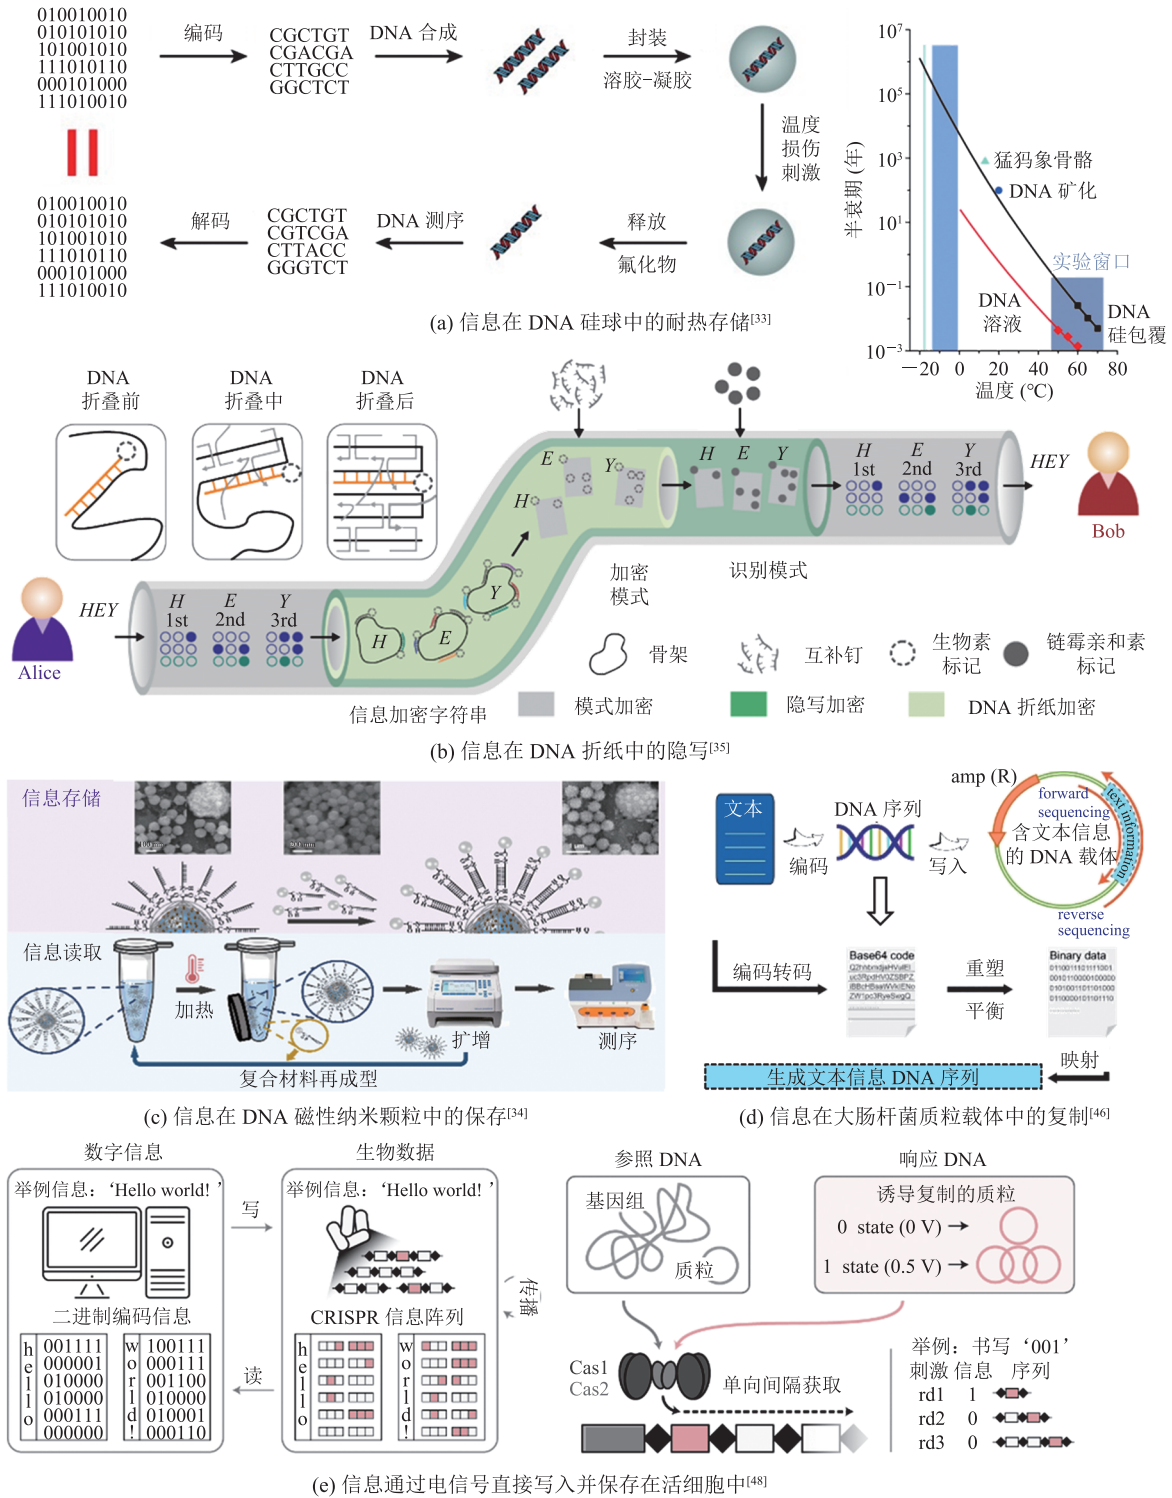 010010010
010101010
101001010
111010110
000101000
111010010
编码
CGCTGT
CGACGA
CTTGCC
GGCTCT
DNA 合成
封装
溶胶-凝胶
温度
损伤
刺激
010010010
010101010
101001010
111010110
000101000
111010010
解码
CGCTGT
CGTCGA
CTTACC
GGGTCT
DNA 测序
释放
氟化物
(a) 信息在 DNA 硅球中的耐热存储[33]
半衰期 (年)
10⁷
10⁵
10³
10¹
10⁻¹
10⁻³
猛犸象骨骼
DNA 矿化
实验窗口
DNA
溶液
DNA
硅包覆
−20 0 20 40 60 80
温度 (°C)
DNA
折叠前
DNA
折叠中
DNA
折叠后
H
E
Y
H E Y
H E Y
1st 2nd 3rd
HEY
Bob
加密
模式
识别模式
Alice
HEY
H E Y
1st 2nd 3rd
H
E
Y
信息加密字符串
骨架
互补钉
生物素
标记
链霉亲和素
标记
模式加密
隐写加密
DNA 折纸加密
(b) 信息在 DNA 折纸中的隐写[35]
信息存储
信息读取
加热
扩增
测序
复合材料再成型
(c) 信息在 DNA 磁性纳米颗粒中的保存[34]
文本
编码
DNA 序列
写入
amp (R)
forward
sequencing
text information
含文本信息
的 DNA 载体
reverse
sequencing
编码转码
Base64 code
重塑
平衡
Binary data
映射
生成文本信息 DNA 序列
(d) 信息在大肠杆菌质粒载体中的复制[46]
数字信息
举例信息：‘Hello world! ’
二进制编码信息
hello
001111
000001
010000
010000
000111
000000
world!
100111
000111
001100
010000
010001
000110
写
读
生物数据
举例信息：‘Hello world! ’
CRISPR 信息阵列
hello
world!
传播
参照 DNA
基因组
质粒
响应 DNA
诱导复制的质粒
0 state (0 V)
1 state (0.5 V)
Cas1
Cas2
单向间隔获取
举例：书写 ‘001’
刺激 信息 序列
rd1 1
rd2 0
rd3 0
(e) 信息通过电信号直接写入并保存在活细胞中[48]